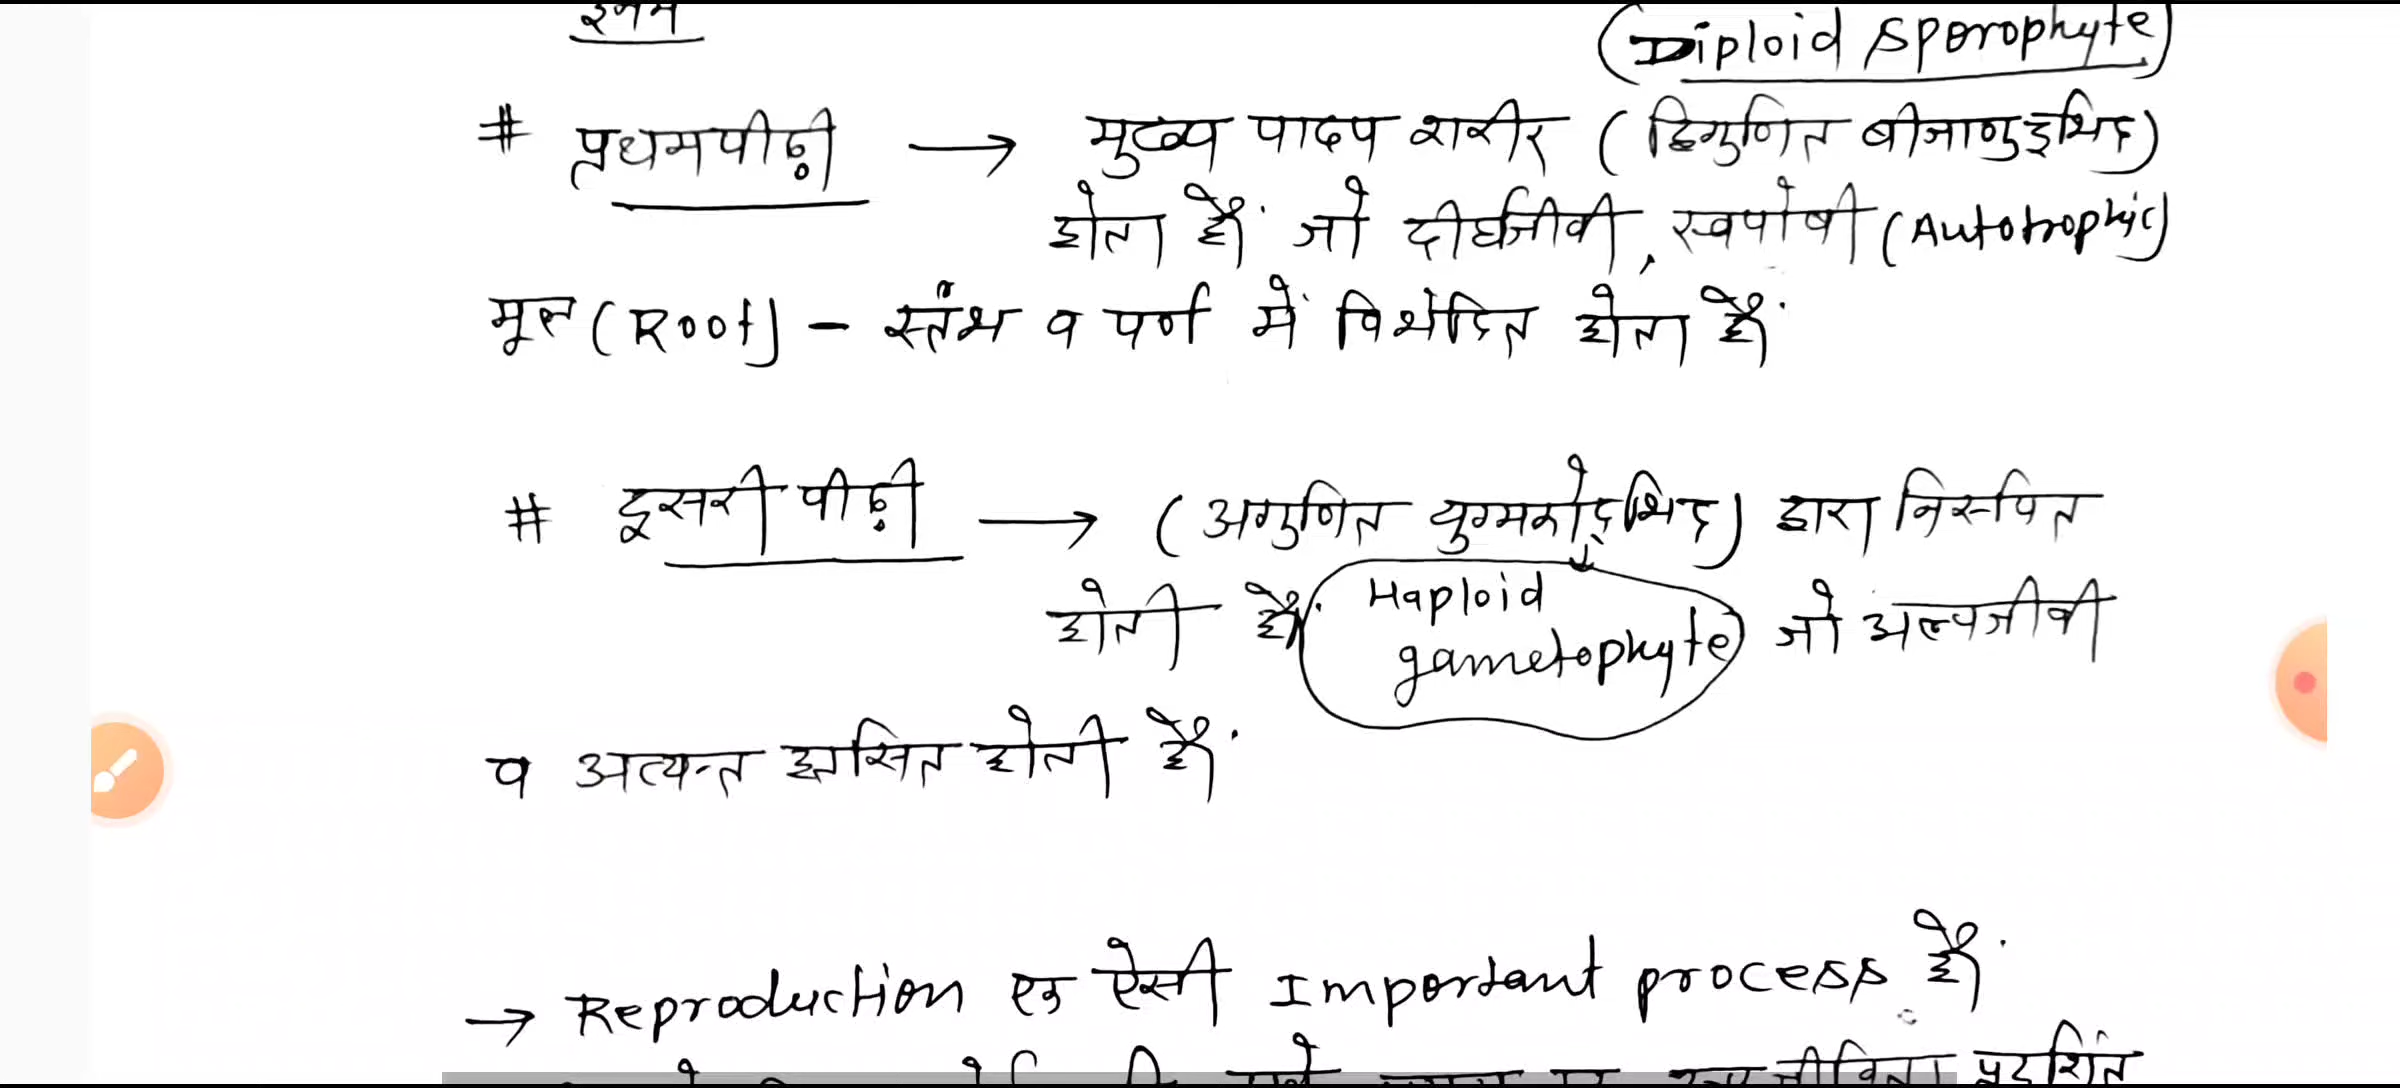 (Diploid sporophyte)
# प्रथमपीढ़ी → मुख्य पादप शरीर (द्विगुणित बीजाणुद्भिद)
होता है। जो दीर्घजीवी, स्वपोषी (Autotrophic)
मूल (Root) - स्तंभ व पर्ण में विभेदित होता है।
# दूसरी पीढ़ी → (अगुणित युग्मकोद्भिद) द्वारा निरूपित
होती है। Haploid gametophyte जो अल्पजीवी
व अत्यन्त ह्रासित होती है।
→ Reproduction एक ऐसी Important process है।
प्रदर्शित